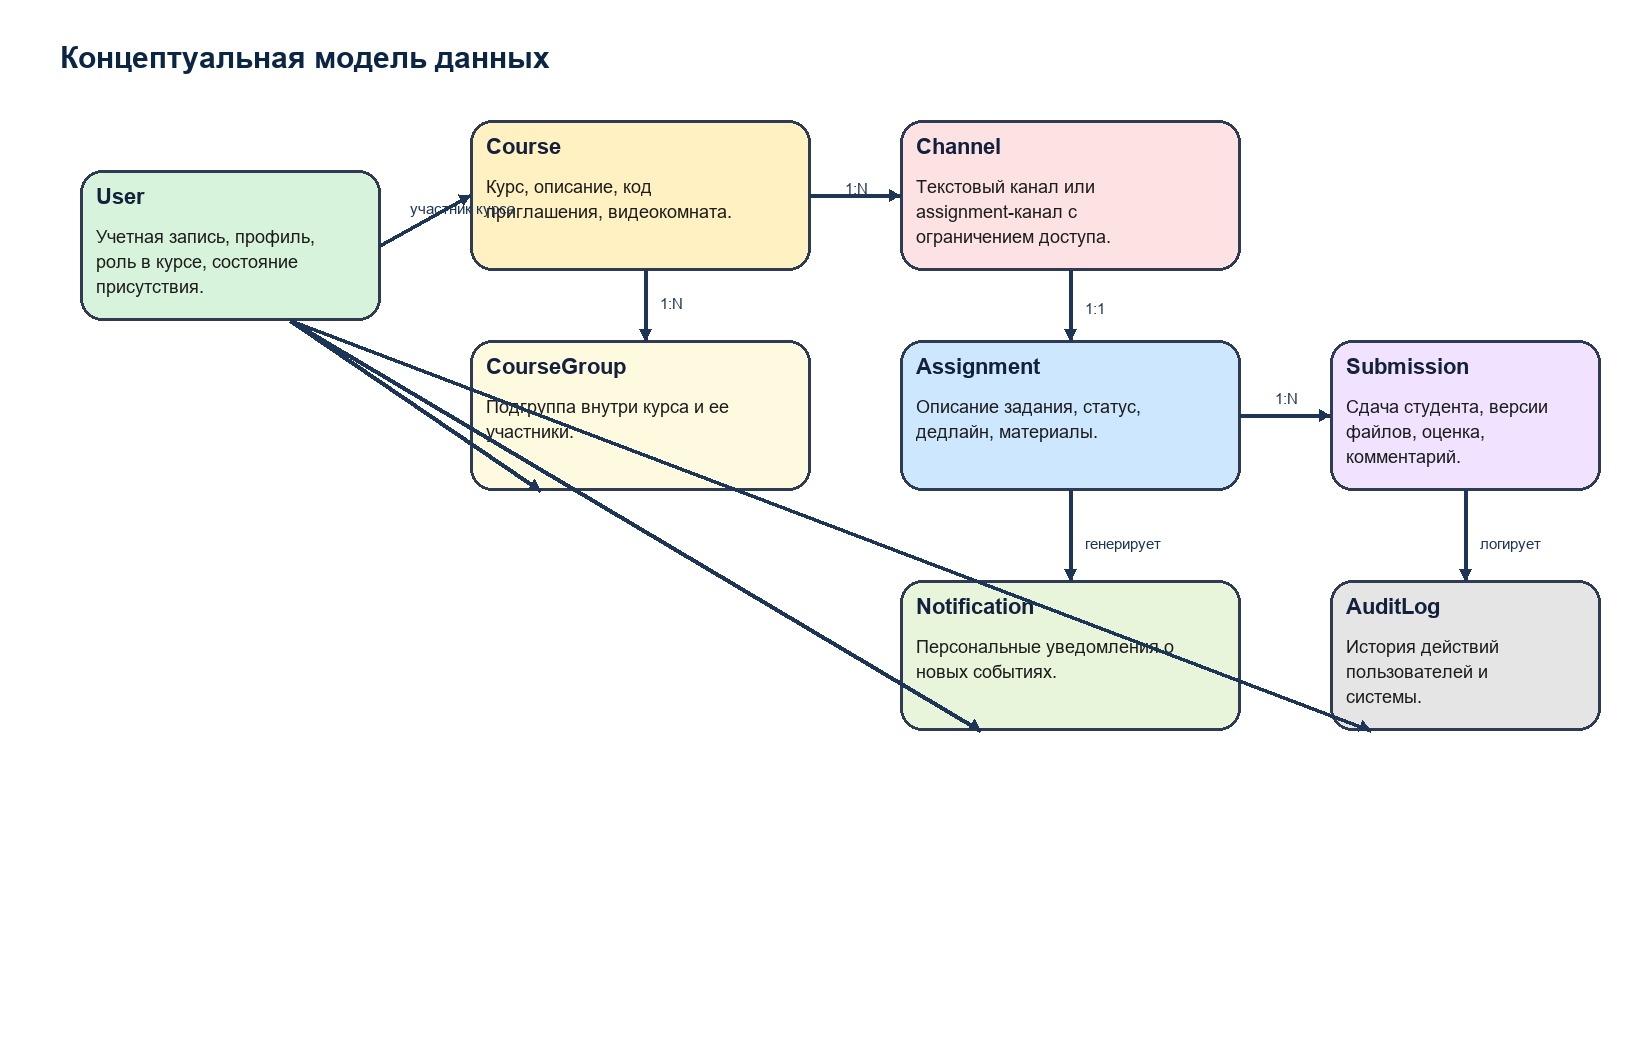 Концептуальная модель данных
User
Учетная запись, профиль,
роль в курсе, состояние
присутствия.
участник курса
Course
Курс, описание, код
приглашения, видеокомната.
1:N
Channel
Текстовый канал или
assignment-канал с
ограничением доступа.
1:N
1:1
CourseGroup
Подгруппа внутри курса и ее
участники.
Assignment
Описание задания, статус,
дедлайн, материалы.
1:N
Submission
Сдача студента, версии
файлов, оценка,
комментарий.
генерирует
логирует
Notification
Персональные уведомления о
новых событиях.
AuditLog
История действий
пользователей и
системы.